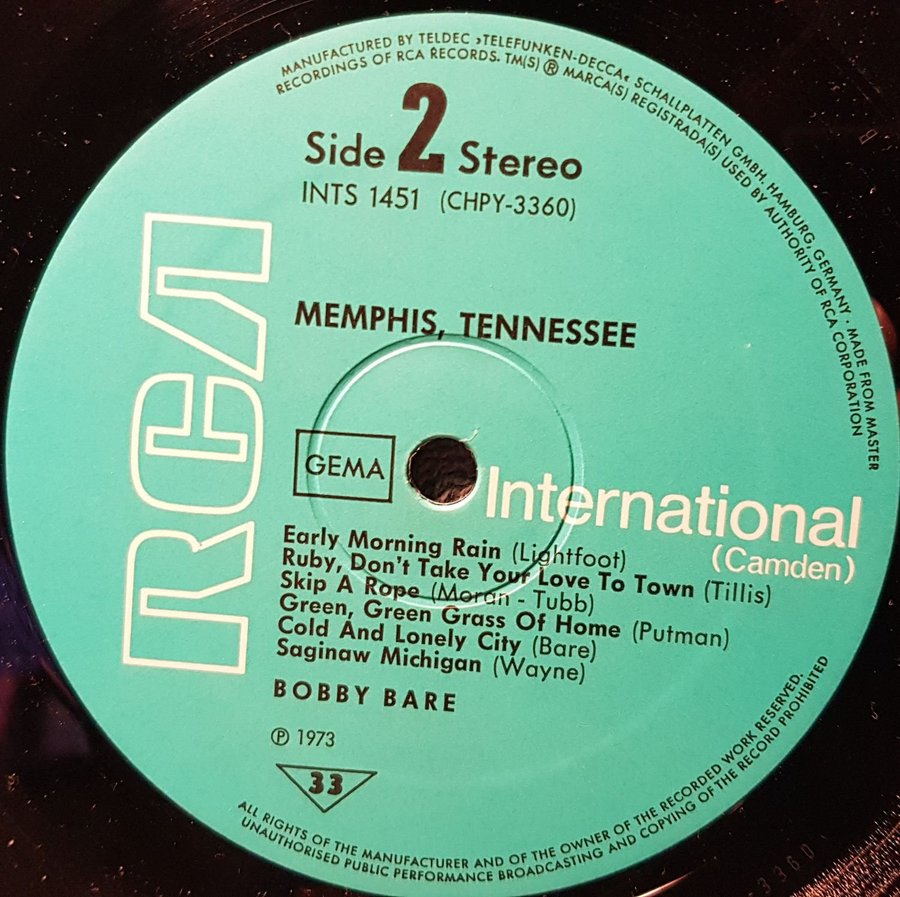 MANUFACTURED BY TELDEC »TELEFUNKEN-DECCA« SCHALLPLATTEN GMBH. HAMBURG, GERMANY · MADE FROM MASTER
RECORDINGS OF RCA RECORDS. TM(S) ® MARCA(S) REGISTRADA(S) USED BY AUTHORITY OF RCA CORPORATION
Side 2 Stereo
INTS 1451 (CHPY-3360)
RCA
MEMPHIS, TENNESSEE
GEMA
International
(Camden)
Early Morning Rain (Lightfoot)
Ruby, Don't Take Your Love To Town (Tillis)
Skip A Rope (Moran - Tubb)
Green, Green Grass Of Home (Putman)
Cold And Lonely City (Bare)
Saginaw Michigan (Wayne)
BOBBY BARE
℗ 1973
33
ALL RIGHTS OF THE MANUFACTURER AND OF THE OWNER OF THE RECORDED WORK RESERVED.
UNAUTHORISED PUBLIC PERFORMANCE BROADCASTING AND COPYING OF THE RECORD PROHIBITED
3360